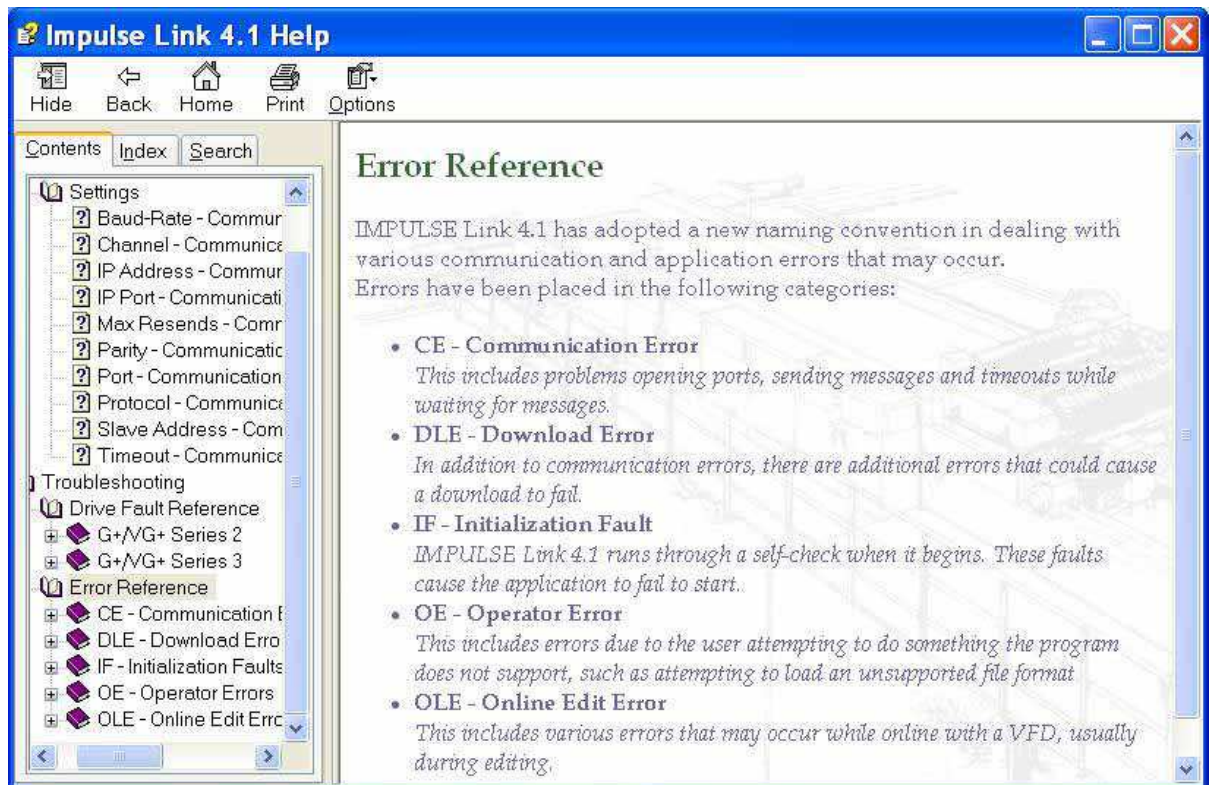 Impulse Link 4.1 Help
Hide Back Home Print Options
Contents Index Search
Settings
Baud-Rate - Commur
Channel - Communica
IP Address - Commur
IP Port - Communicati
Max Resends - Comr
Parity - Communicatic
Port - Communication
Protocol - Communica
Slave Address - Com
Timeout - Communica
Troubleshooting
Drive Fault Reference
G+/VG+ Series 2
G+/VG+ Series 3
Error Reference
CE - Communication E
DLE - Download Erro
IF - Initialization Faults
OE - Operator Errors
OLE - Online Edit Errc
Error Reference
IMPULSE Link 4.1 has adopted a new naming convention in dealing with
various communication and application errors that may occur.
Errors have been placed in the following categories:
• CE - Communication Error
This includes problems opening ports, sending messages and timeouts while
waiting for messages.
• DLE - Download Error
In addition to communication errors, there are additional errors that could cause
a download to fail.
• IF - Initialization Fault
IMPULSE Link 4.1 runs through a self-check when it begins. These faults
cause the application to fail to start..
• OE - Operator Error
This includes errors due to the user attempting to do something the program
does not support, such as attempting to load an unsupported file format
• OLE - Online Edit Error
This includes various errors that may occur while online with a VFD, usually
during editing.